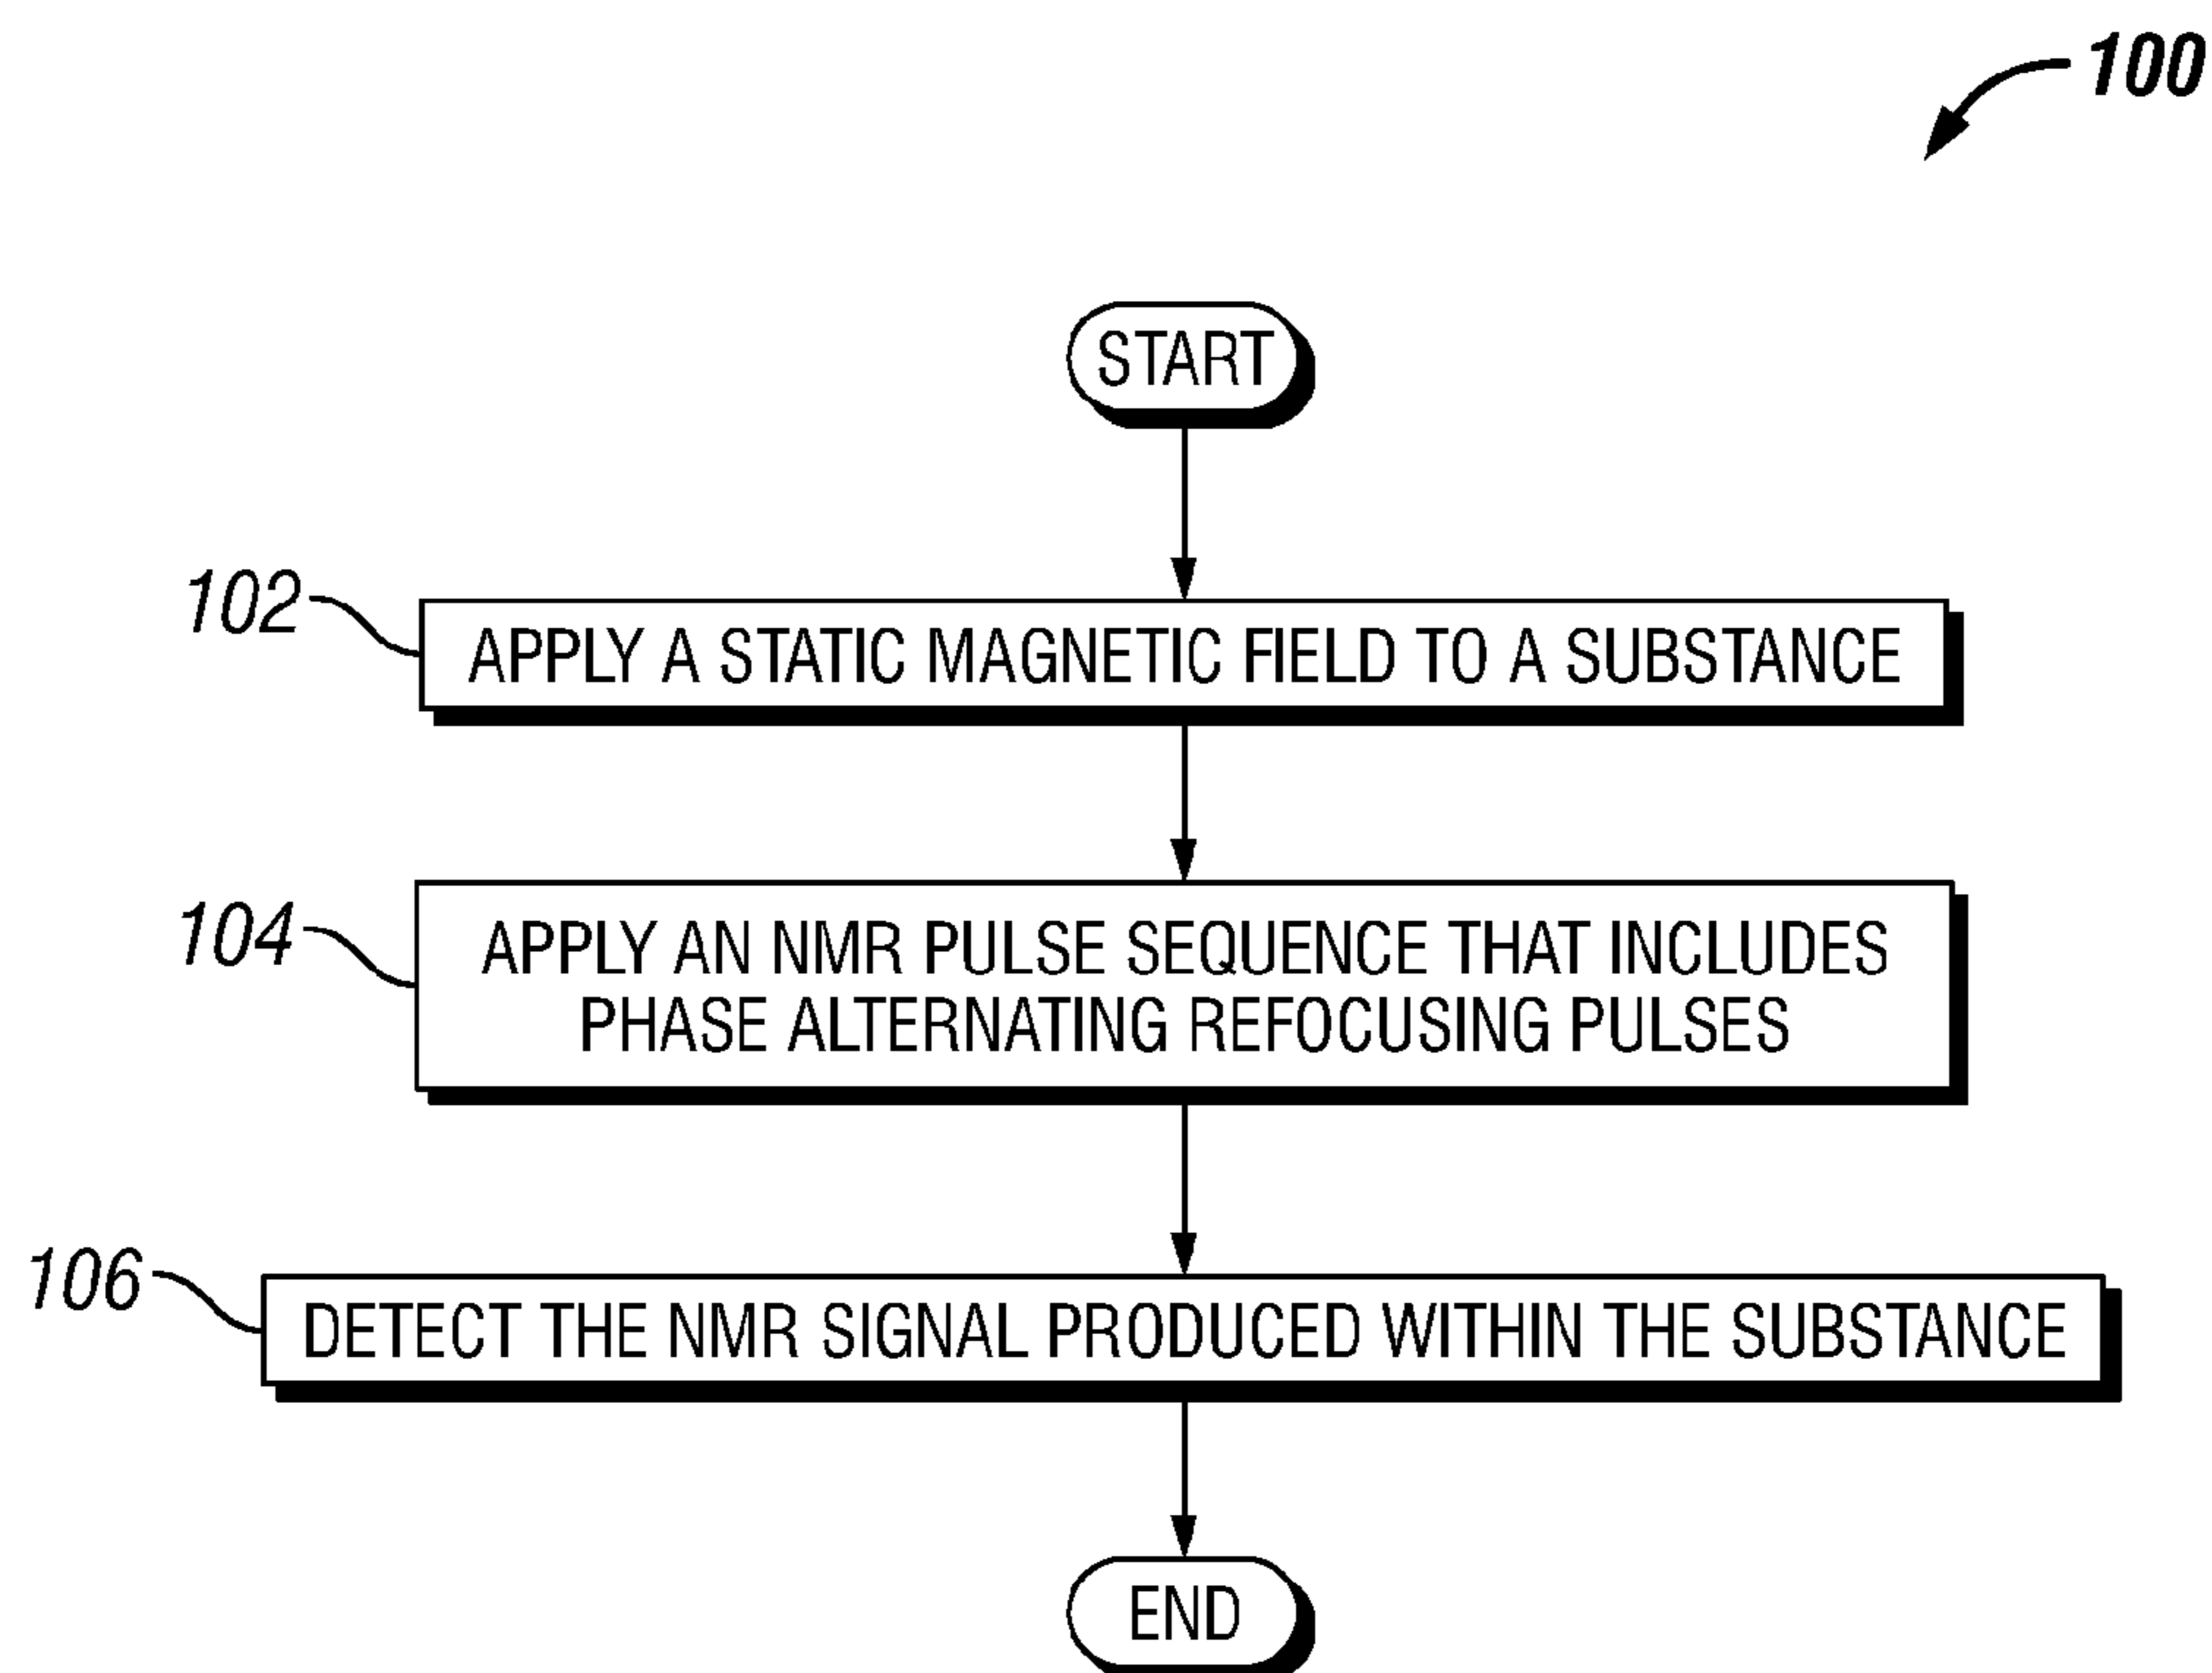 100
START
102
APPLY A STATIC MAGNETIC FIELD TO A SUBSTANCE
104
APPLY AN NMR PULSE SEQUENCE THAT INCLUDES
PHASE ALTERNATING REFOCUSING PULSES
106
DETECT THE NMR SIGNAL PRODUCED WITHIN THE SUBSTANCE
END